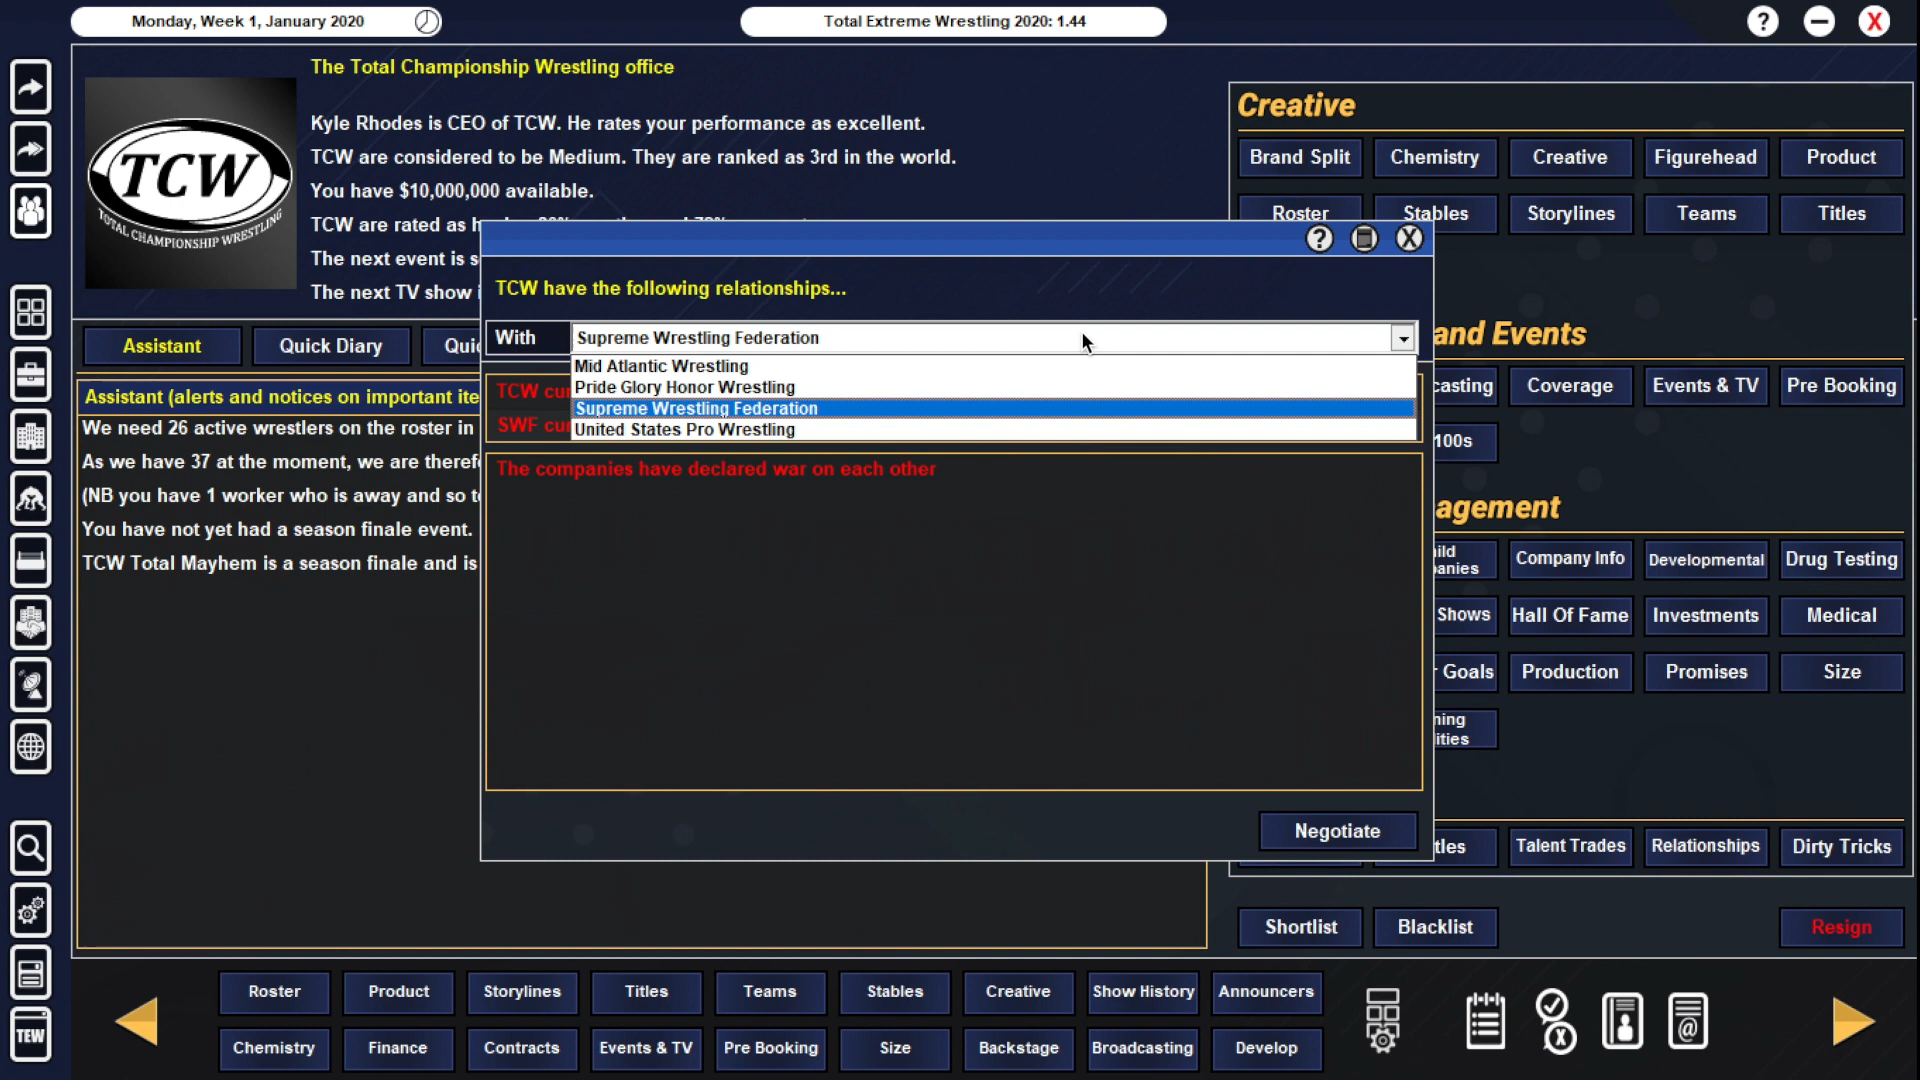 Monday, Week 1, January 2020
Total Extreme Wrestling 2020: 1.44
?
X
TCW
TOTAL CHAMPIONSHIP WRESTLING
The Total Championship Wrestling office
Kyle Rhodes is CEO of TCW. He rates your performance as excellent.
TCW are considered to be Medium. They are ranked as 3rd in the world.
You have $10,000,000 available.
TCW are rated as
The next event is
The next TV show
Assistant
Quick Diary
Assistant (alerts and notices on important
We need 26 active wrestlers on the roster in
As we have 37 at the moment, we are
(NB you have 1 worker who is away and so
You have not yet had a season finale event.
TCW Total Mayhem is a season finale and is
?
X
TCW have the following relationships...
With
Supreme Wrestling Federation
Mid Atlantic Wrestling
Pride Glory Honor Wrestling
Supreme Wrestling Federation
United States Pro Wrestling
TCW
SWF
The companies have declared war on each other
Negotiate
Creative
Brand Split
Chemistry
Creative
Figurehead
Product
Roster
Stables
Storylines
Teams
Titles
and Events
Coverage
Events & TV
Pre Booking
100s
Company Info
Developmental
Drug Testing
Shows
Hall Of Fame
Investments
Medical
Goals
Production
Promises
Size
Talent Trades
Relationships
Dirty Tricks
Shortlist
Blacklist
Resign
TEW
Roster
Product
Storylines
Titles
Teams
Stables
Creative
Show History
Announcers
Chemistry
Finance
Contracts
Events & TV
Pre Booking
Size
Backstage
Broadcasting
Develop